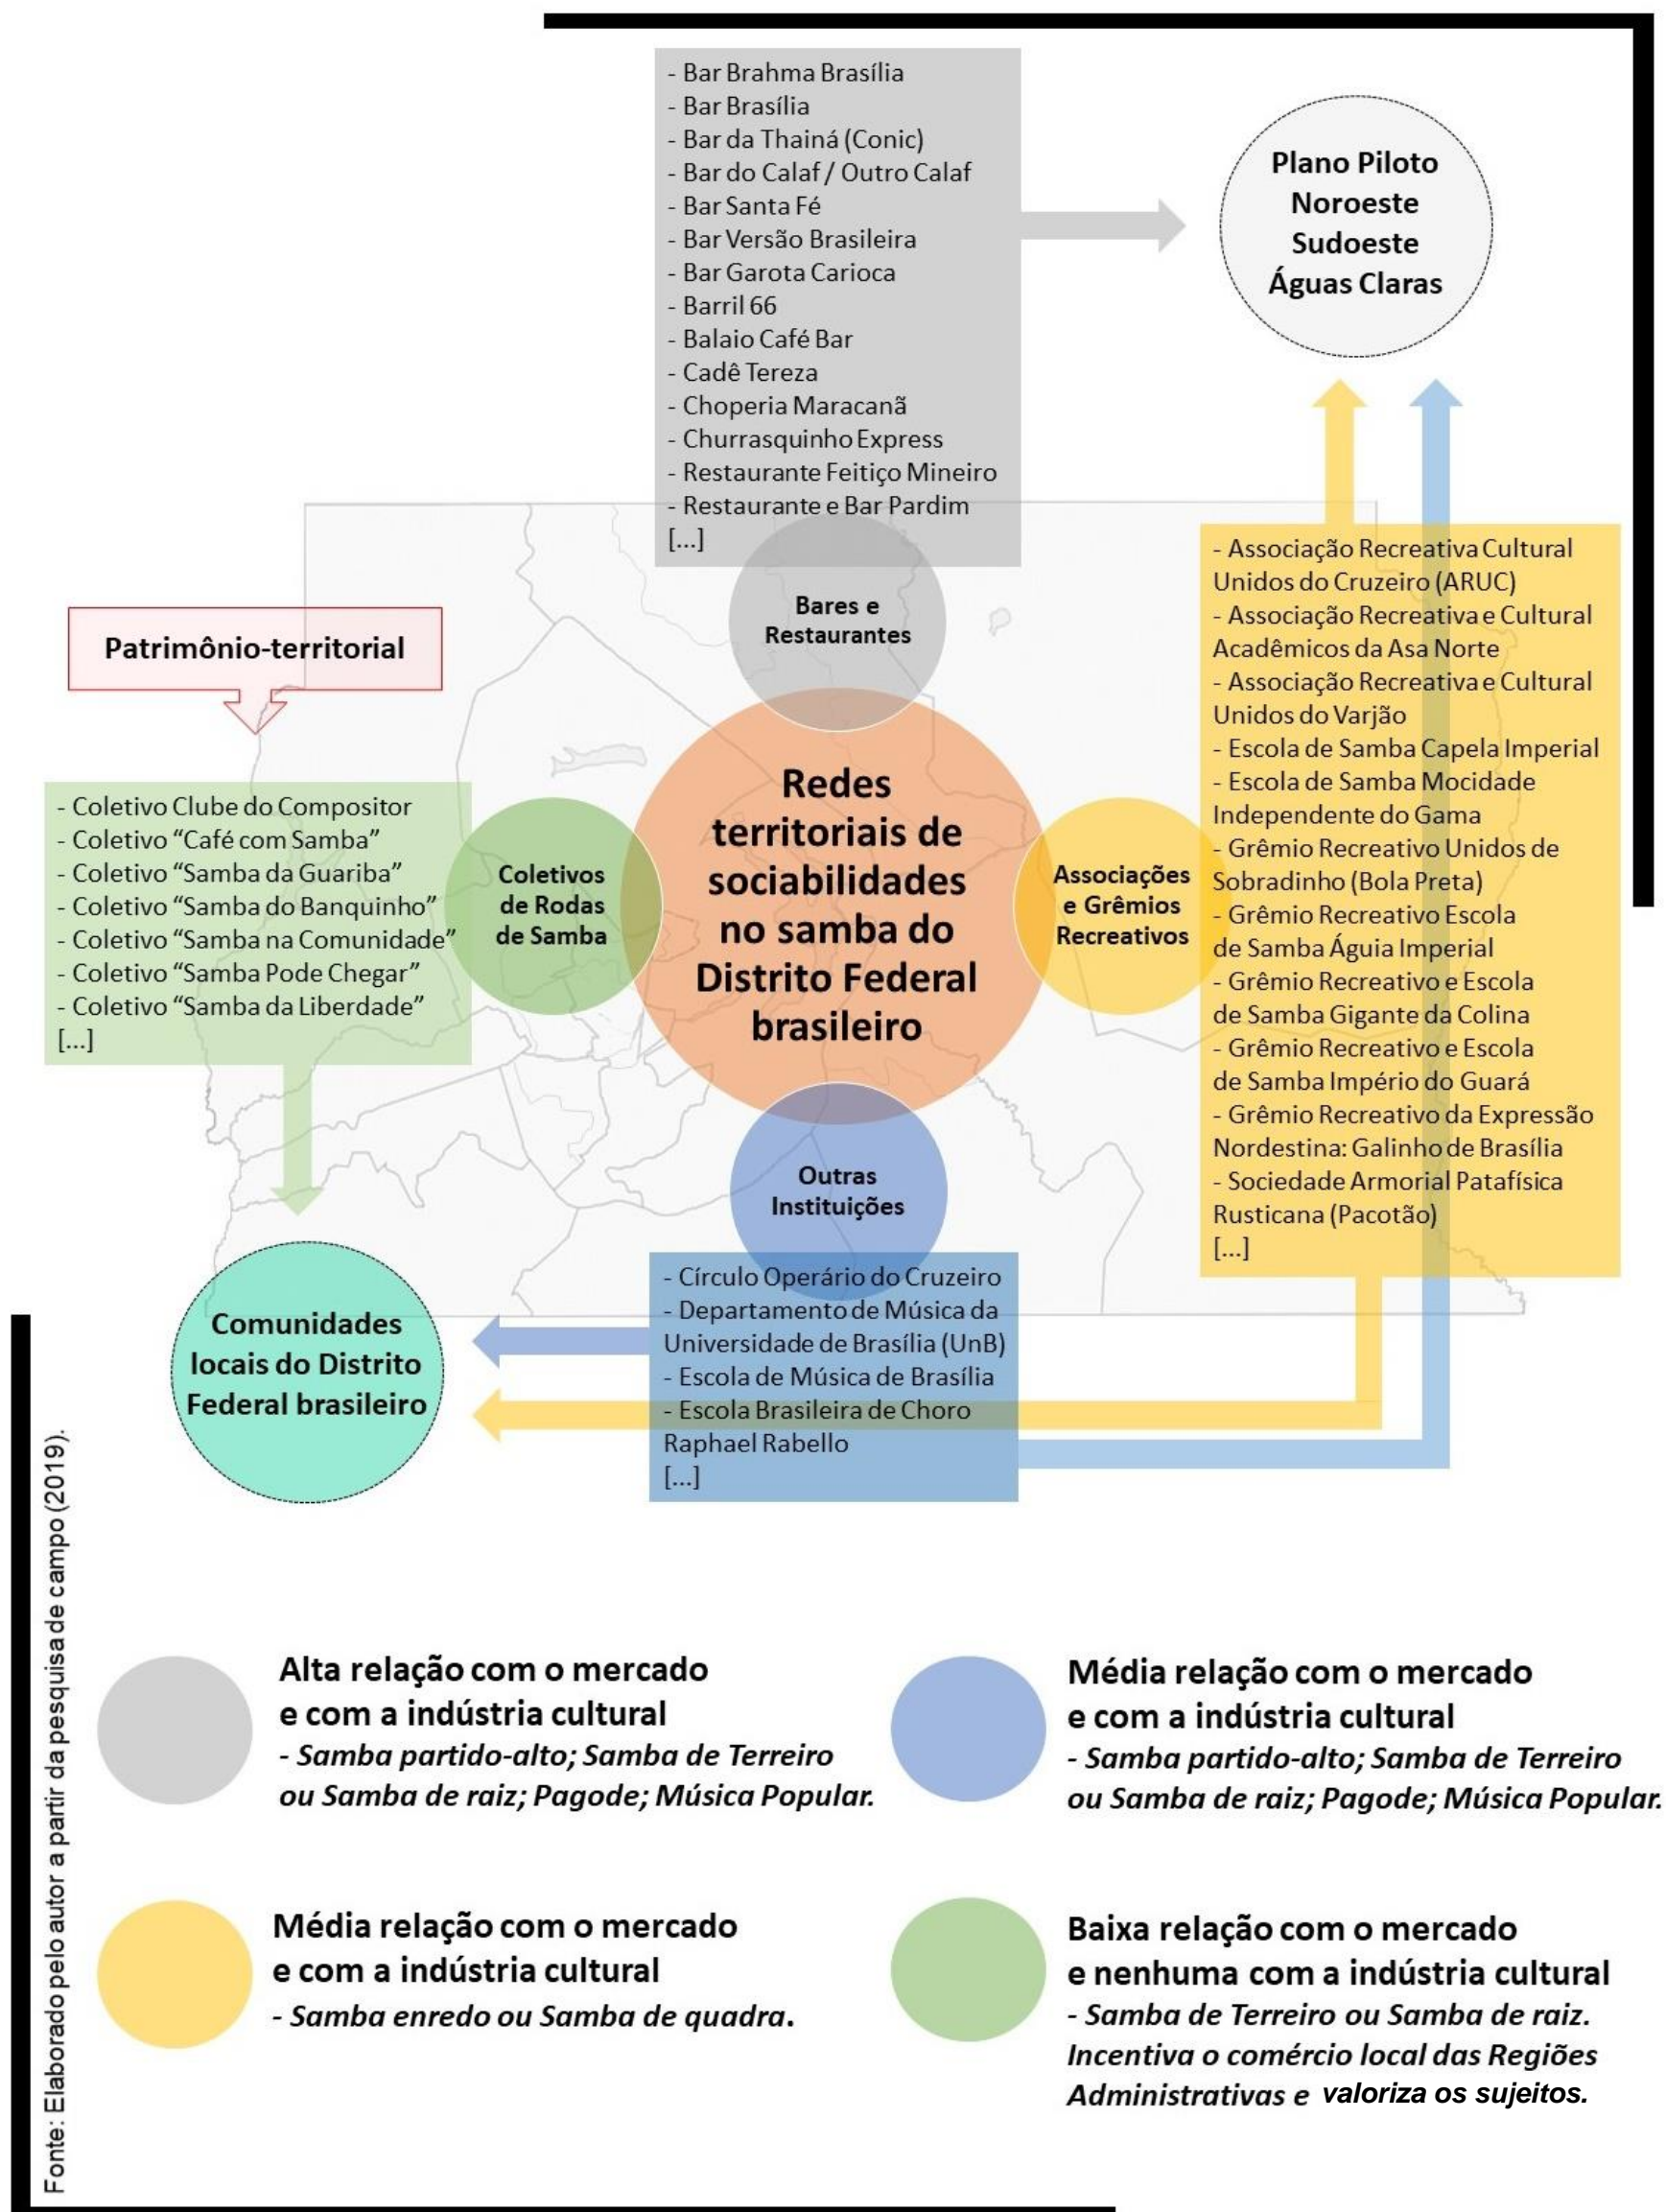 - Bar Brahma Brasília
- Bar Brasília
- Bar da Thainá (Conic)
- Bar do Calaf / Outro Calaf
- Bar Santa Fé
- Bar Versão Brasileira
- Bar Garota Carioca
- Barril 66
- Balaio Café Bar
- Cadê Tereza
- Choperia Maracanã
- Churrasquinho Express
- Restaurante Feitiço Mineiro
- Restaurante e Bar Pardim
[...]
Plano Piloto
Noroeste
Sudoeste
Águas Claras
Bares e
Restaurantes
Patrimônio-territorial
- Coletivo Clube do Compositor
- Coletivo “Café com Samba”
- Coletivo “Samba da Guariba”
- Coletivo “Samba do Banquinho”
- Coletivo “Samba na Comunidade”
- Coletivo “Samba Pode Chegar”
- Coletivo “Samba da Liberdade”
[...]
Coletivos
de Rodas
de Samba
Redes
territoriais de
sociabilidades
no samba do
Distrito Federal
brasileiro
Associações
e Grêmios
Recreativos
- Associação Recreativa Cultural
Unidos do Cruzeiro (ARUC)
- Associação Recreativa e Cultural
Acadêmicos da Asa Norte
- Associação Recreativa e Cultural
Unidos do Varjão
- Escola de Samba Capela Imperial
- Escola de Samba Mocidade
Independente do Gama
- Grêmio Recreativo Unidos de
Sobradinho (Bola Preta)
- Grêmio Recreativo Escola
de Samba Águia Imperial
- Grêmio Recreativo e Escola
de Samba Gigante da Colina
- Grêmio Recreativo e Escola
de Samba Império do Guará
- Grêmio Recreativo da Expressão
Nordestina: Galinho de Brasília
- Sociedade Armorial Patafísica
Rusticana (Pacotão)
[...]
Outras
Instituições
- Círculo Operário do Cruzeiro
- Departamento de Música da
Universidade de Brasília (UnB)
- Escola de Música de Brasília
- Escola Brasileira de Choro
Raphael Rabello
[...]
Comunidades
locais do Distrito
Federal brasileiro
Fonte: Elaborado pelo autor a partir da pesquisa de campo (2019).
Alta relação com o mercado
e com a indústria cultural
- Samba partido-alto; Samba de Terreiro
ou Samba de raiz; Pagode; Música Popular.
Média relação com o mercado
e com a indústria cultural
- Samba partido-alto; Samba de Terreiro
ou Samba de raiz; Pagode; Música Popular.
Média relação com o mercado
e com a indústria cultural
- Samba enredo ou Samba de quadra.
Baixa relação com o mercado
e nenhuma com a indústria cultural
- Samba de Terreiro ou Samba de raiz.
Incentiva o comércio local das Regiões
Administrativas e valoriza os sujeitos.